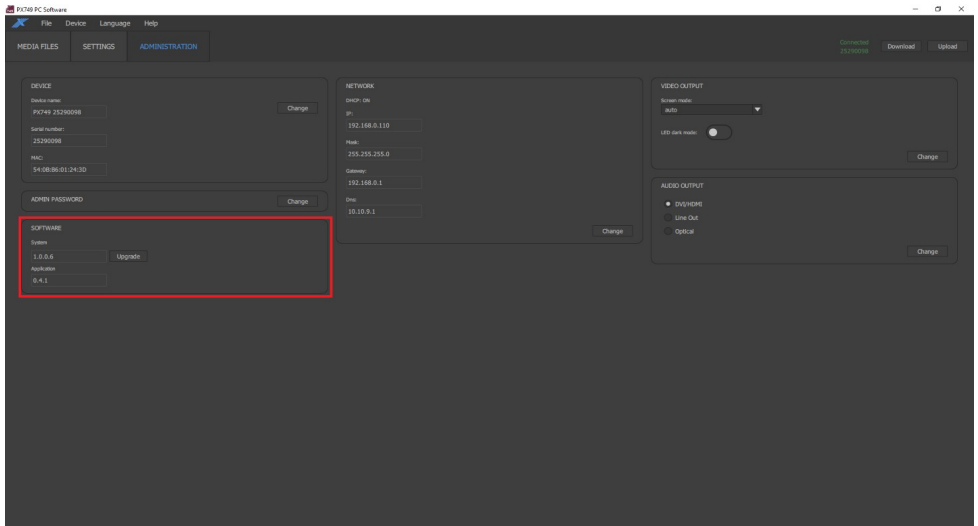 PX749 PC Software
File Device Language Help
MEDIA FILES SETTINGS ADMINISTRATION
Connected
25290098
Download Upload
DEVICE
Device name:
PX749 25290098
Change
Serial number:
25290098
MAC:
54:0B:B6:01:24:3D
ADMIN PASSWORD
Change
SOFTWARE
System
1.0.0.6
Upgrade
Application
0.4.1
NETWORK
DHCP: ON
IP:
192.168.0.110
Mask:
255.255.255.0
Gateway:
192.168.0.1
Dns:
10.10.9.1
Change
VIDEO OUTPUT
Screen mode:
auto
LED dark mode:
Change
AUDIO OUTPUT
DVI/HDMI
Line Out
Optical
Change